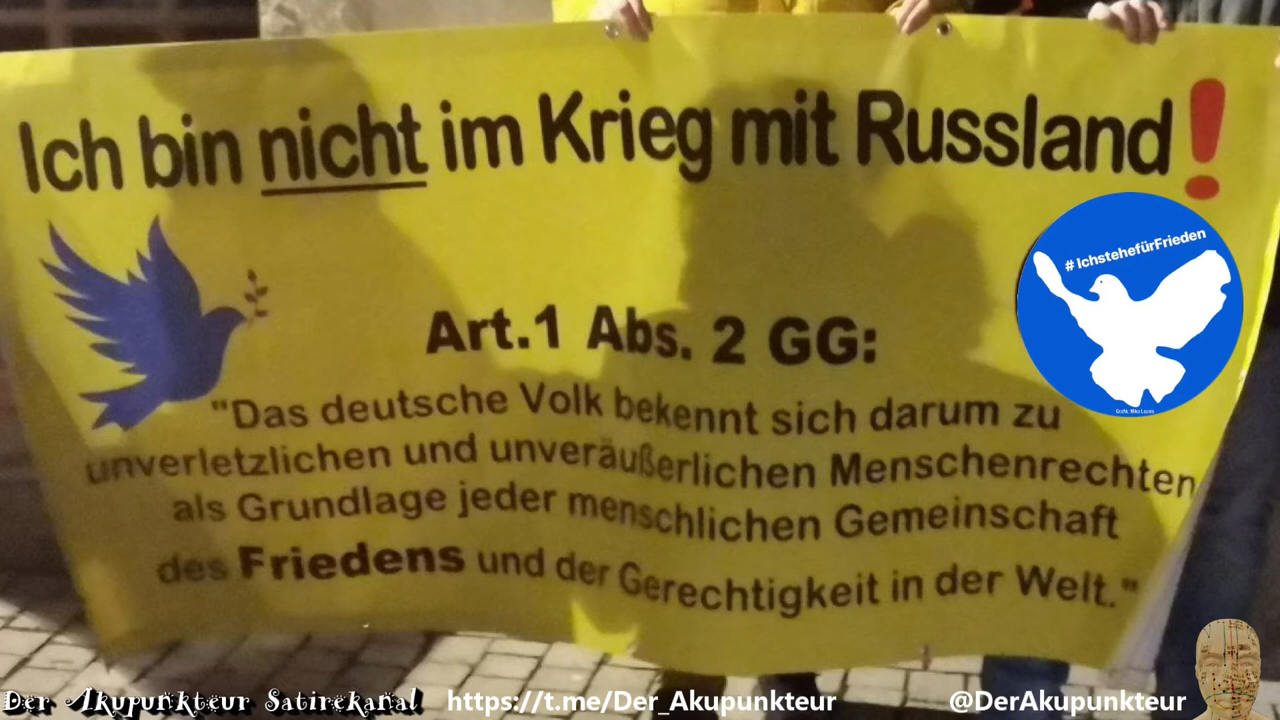 Ich bin nicht im Krieg mit Russland!
#IchstehefürFrieden
Art.1 Abs. 2 GG:
"Das deutsche Volk bekennt sich darum zu
unverletzlichen und unveräußerlichen Menschenrechten
als Grundlage jeder menschlichen Gemeinschaft
des Friedens und der Gerechtigkeit in der Welt."
Der Akupunkteur Satirekanal https://t.me/Der_Akupunkteur @DerAkupunkteur